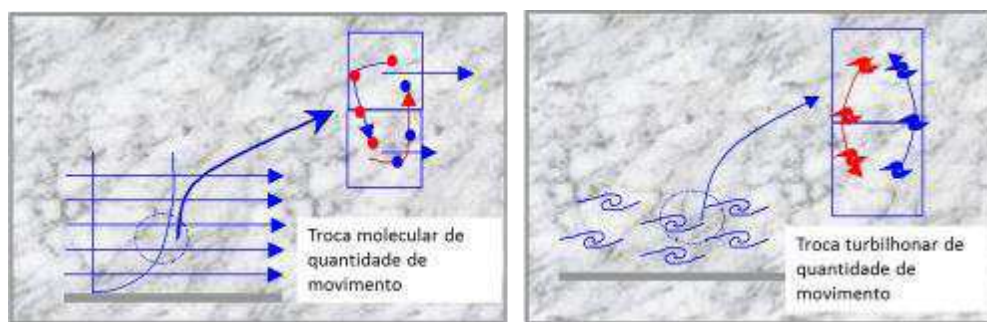 Troca molecular de
quantidade de
movimento
Troca turbilhonar de
quantidade de
movimento